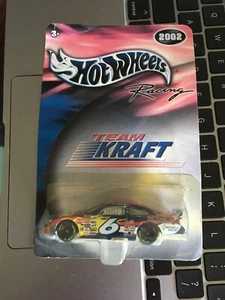 2002
3+
Hot Wheels
Racing
TEAM
KRAFT
6